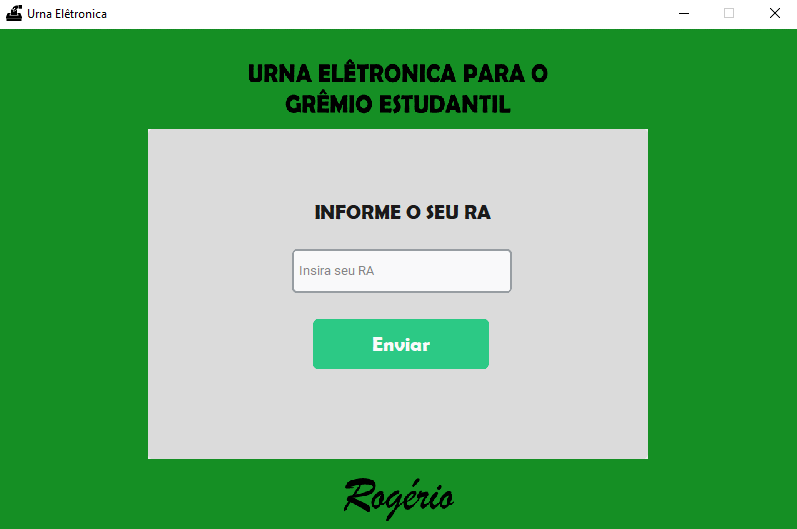 Urna Elêtronica
URNA ELÊTRONICA PARA O
GRÊMIO ESTUDANTIL
INFORME O SEU RA
Insira seu RA
Enviar
Rogério